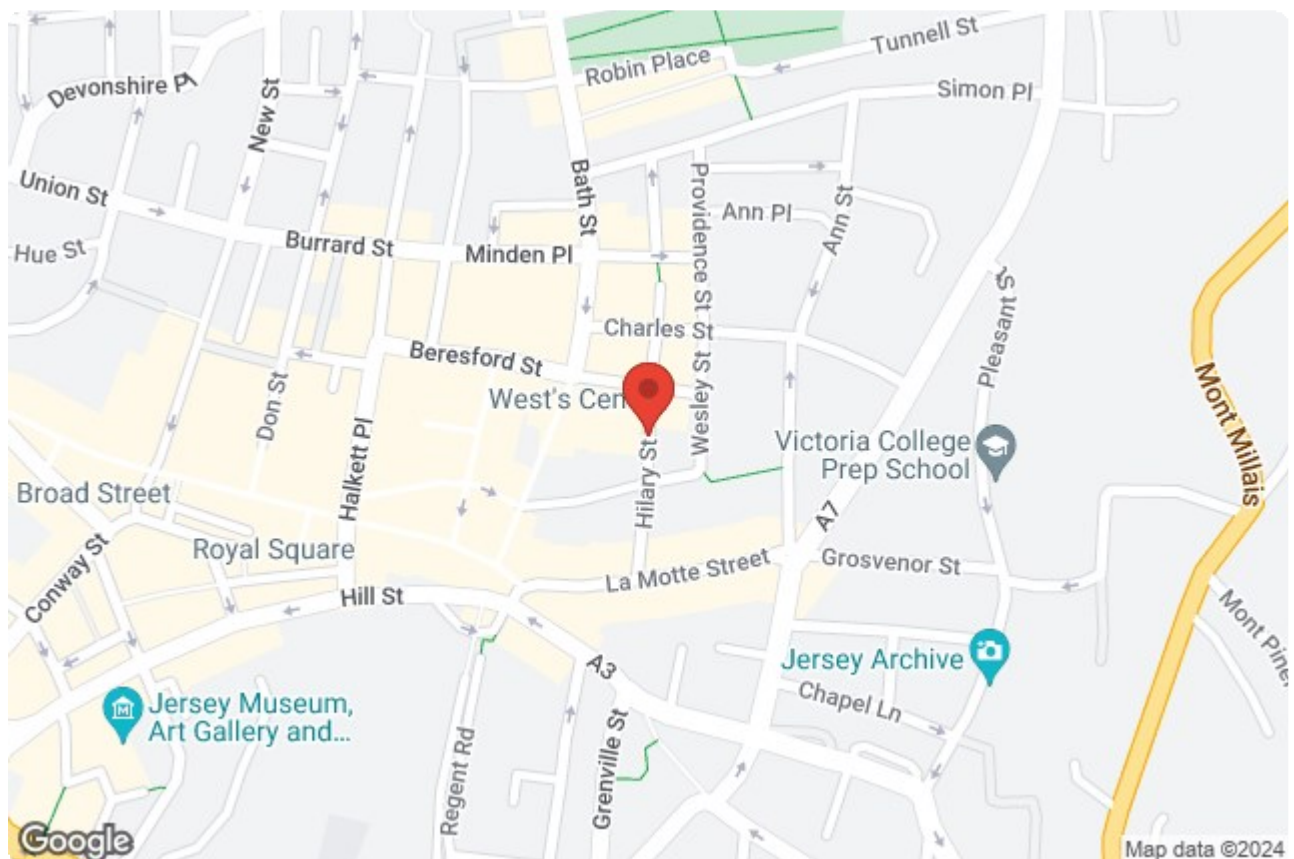 Tunnell St
Robin Place
Devonshire Pl
Simon Pl
New St
Bath St
Union St
Providence St
Ann Pl
Ann St
Burrard St
Minden Pl
Hue St
Pleasant St
Charles St
Beresford St
Mont Millais
West's Cen
Wesley St
Don St
Halkett Pl
Victoria College
Prep School
Hilary St
Broad Street
A7
Royal Square
Conway St
La Motte Street
Grosvenor St
Hill St
Mont Pinel
A3
Jersey Archive
Chapel Ln
Jersey Museum,
Art Gallery and...
Regent Rd
Grenville St
Google
Map data ©2024